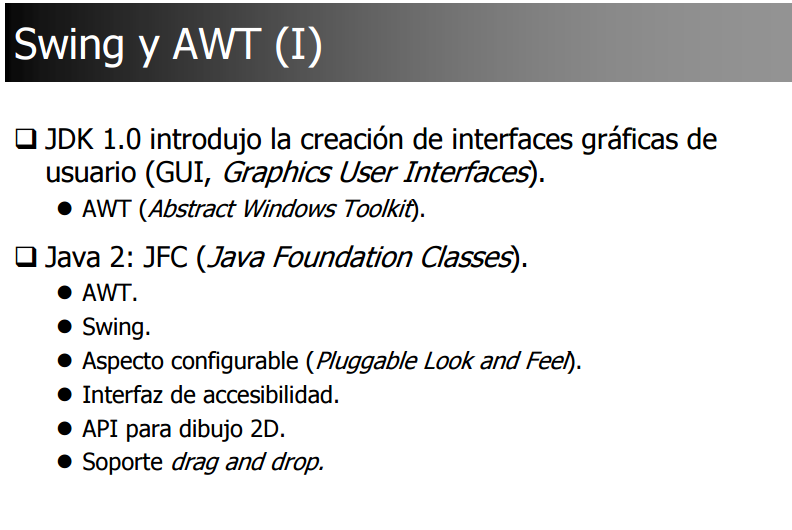 Swing y AWT (I)
❑ JDK 1.0 introdujo la creación de interfaces gráficas de
usuario (GUI, Graphics User Interfaces).
● AWT (Abstract Windows Toolkit).
❑ Java 2: JFC (Java Foundation Classes).
● AWT.
● Swing.
● Aspecto configurable (Pluggable Look and Feel).
● Interfaz de accesibilidad.
● API para dibujo 2D.
● Soporte drag and drop.